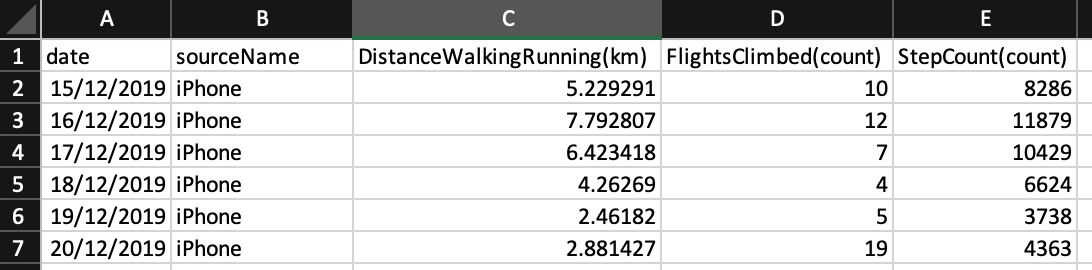 A B C D E
1 date sourceName DistanceWalkingRunning(km) FlightsClimbed(count) StepCount(count)
2 15/12/2019 iPhone 5.229291 10 8286
3 16/12/2019 iPhone 7.792807 12 11879
4 17/12/2019 iPhone 6.423418 7 10429
5 18/12/2019 iPhone 4.26269 4 6624
6 19/12/2019 iPhone 2.46182 5 3738
7 20/12/2019 iPhone 2.881427 19 4363